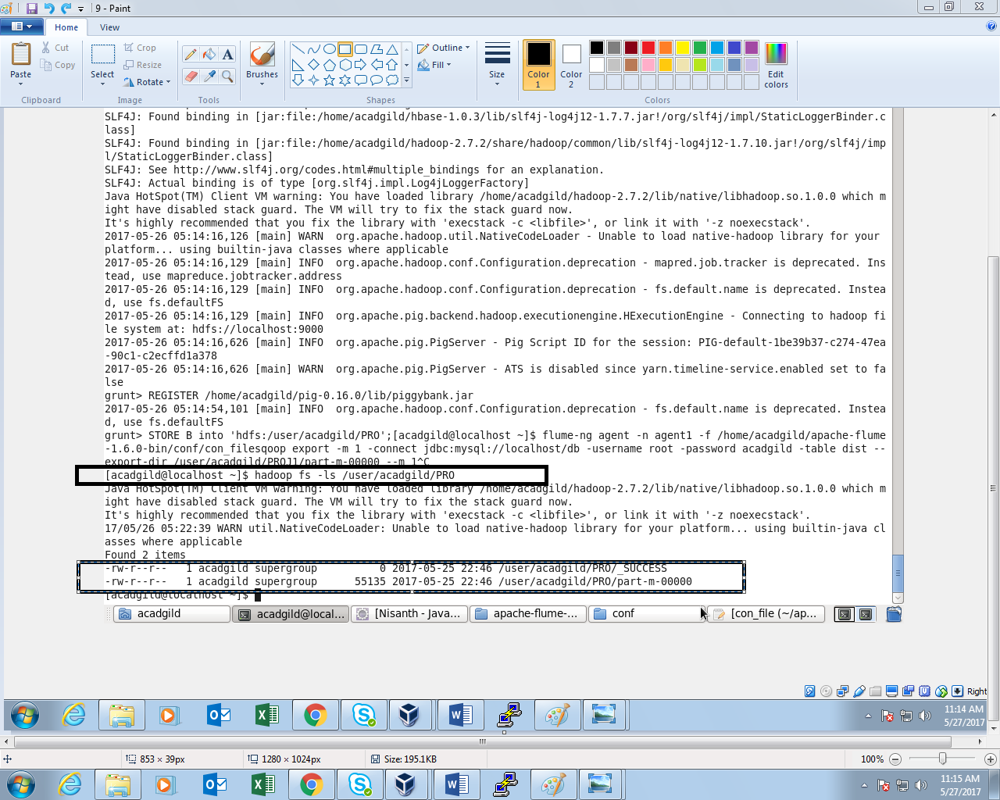 9 - Paint
Home
View
Paste
Cut
Copy
Clipboard
Select
Crop
Resize
Rotate
Image
A
Tools
Brushes
Outline
Fill
Shapes
Size
Color 1
Color 2
Edit colors
Colors
SLF4J: Found binding in [jar:file:/home/acadgild/hbase-1.0.3/lib/slf4j-log4j12-1.7.7.jar!/org/slf4j/impl/StaticLoggerBinder.c
lass]
SLF4J: Found binding in [jar:file:/home/acadgild/hadoop-2.7.2/share/hadoop/common/lib/slf4j-log4j12-1.7.10.jar!/org/slf4j/imp
l/StaticLoggerBinder.class]
SLF4J: See http://www.slf4j.org/codes.html#multiple_bindings for an explanation.
SLF4J: Actual binding is of type [org.slf4j.impl.Log4jLoggerFactory]
Java HotSpot(TM) Client VM warning: You have loaded library /home/acadgild/hadoop-2.7.2/lib/native/libhadoop.so.1.0.0 which m
ight have disabled stack guard. The VM will try to fix the stack guard now.
It's highly recommended that you fix the library with 'execstack -c <libfile>', or link it with '-z noexecstack'.
2017-05-26 05:14:16,126 [main] WARN  org.apache.hadoop.util.NativeCodeLoader - Unable to load native-hadoop library for your
platform... using builtin-java classes where applicable
2017-05-26 05:14:16,129 [main] INFO  org.apache.hadoop.conf.Configuration.deprecation - mapred.job.tracker is deprecated. Ins
tead, use mapreduce.jobtracker.address
2017-05-26 05:14:16,129 [main] INFO  org.apache.hadoop.conf.Configuration.deprecation - fs.default.name is deprecated. Instea
d, use fs.defaultFS
2017-05-26 05:14:16,129 [main] INFO  org.apache.pig.backend.hadoop.executionengine.HExecutionEngine - Connecting to hadoop fi
le system at: hdfs://localhost:9000
2017-05-26 05:14:16,626 [main] INFO  org.apache.pig.PigServer - Pig Script ID for the session: PIG-default-1be39b37-c274-47ea
-90c1-c2ecffd1a378
2017-05-26 05:14:16,626 [main] WARN  org.apache.pig.PigServer - ATS is disabled since yarn.timeline-service.enabled set to fa
lse
grunt> REGISTER /home/acadgild/pig-0.16.0/lib/piggybank.jar
2017-05-26 05:14:54,101 [main] INFO  org.apache.hadoop.conf.Configuration.deprecation - fs.default.name is deprecated. Instea
d, use fs.defaultFS
grunt> STORE B into 'hdfs:/user/acadgild/PRO';[acadgild@localhost ~]$ flume-ng agent -n agent1 -f /home/acadgild/apache-flume
-1.6.0-bin/conf/con_filesqoop export -m 1 -connect jdbc:mysql://localhost/db -username root -password acadgild -table dist --
export-dir /user/acadgild/PROJ1/part-m-00000 --m 1^C
[acadgild@localhost ~]$ hadoop fs -ls /user/acadgild/PRO
Java HotSpot(TM) Client VM warning: You have loaded library /home/acadgild/hadoop-2.7.2/lib/native/libhadoop.so.1.0.0 which m
ight have disabled stack guard. The VM will try to fix the stack guard now.
It's highly recommended that you fix the library with 'execstack -c <libfile>', or link it with '-z noexecstack'.
17/05/26 05:22:39 WARN util.NativeCodeLoader: Unable to load native-hadoop library for your platform... using builtin-java cl
asses where applicable
Found 2 items
-rw-r--r--   1 acadgild supergroup          0 2017-05-25 22:46 /user/acadgild/PRO/_SUCCESS
-rw-r--r--   1 acadgild supergroup      55135 2017-05-25 22:46 /user/acadgild/PRO/part-m-00000
[acadgild@localhost ~]$
acadgild
acadgild@local...
[Nisanth - Java...
apache-flume-...
conf
[con_file (~/ap...
Right
11:14 AM
5/27/2017
853 × 39px
1280 × 1024px
Size: 195.1KB
100%
11:15 AM
5/27/2017